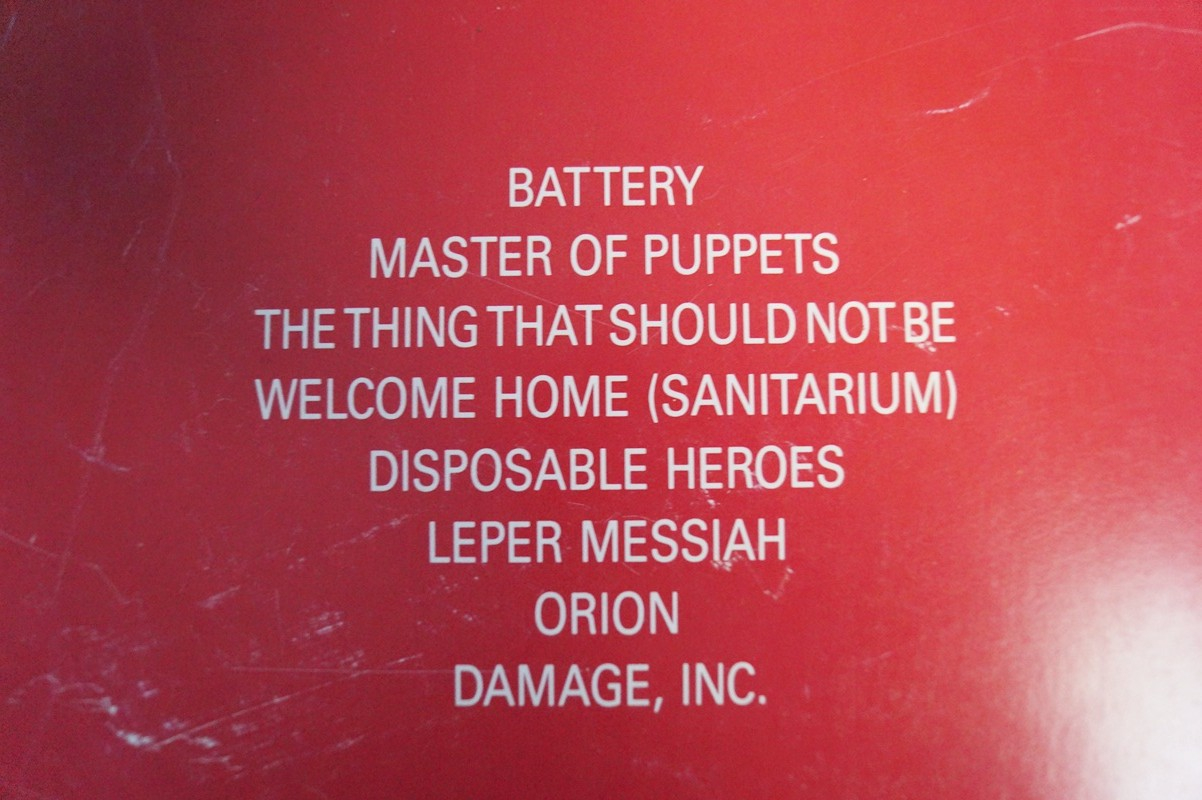 BATTERY
MASTER OF PUPPETS
THE THING THAT SHOULD NOT BE
WELCOME HOME (SANITARIUM)
DISPOSABLE HEROES
LEPER MESSIAH
ORION
DAMAGE, INC.